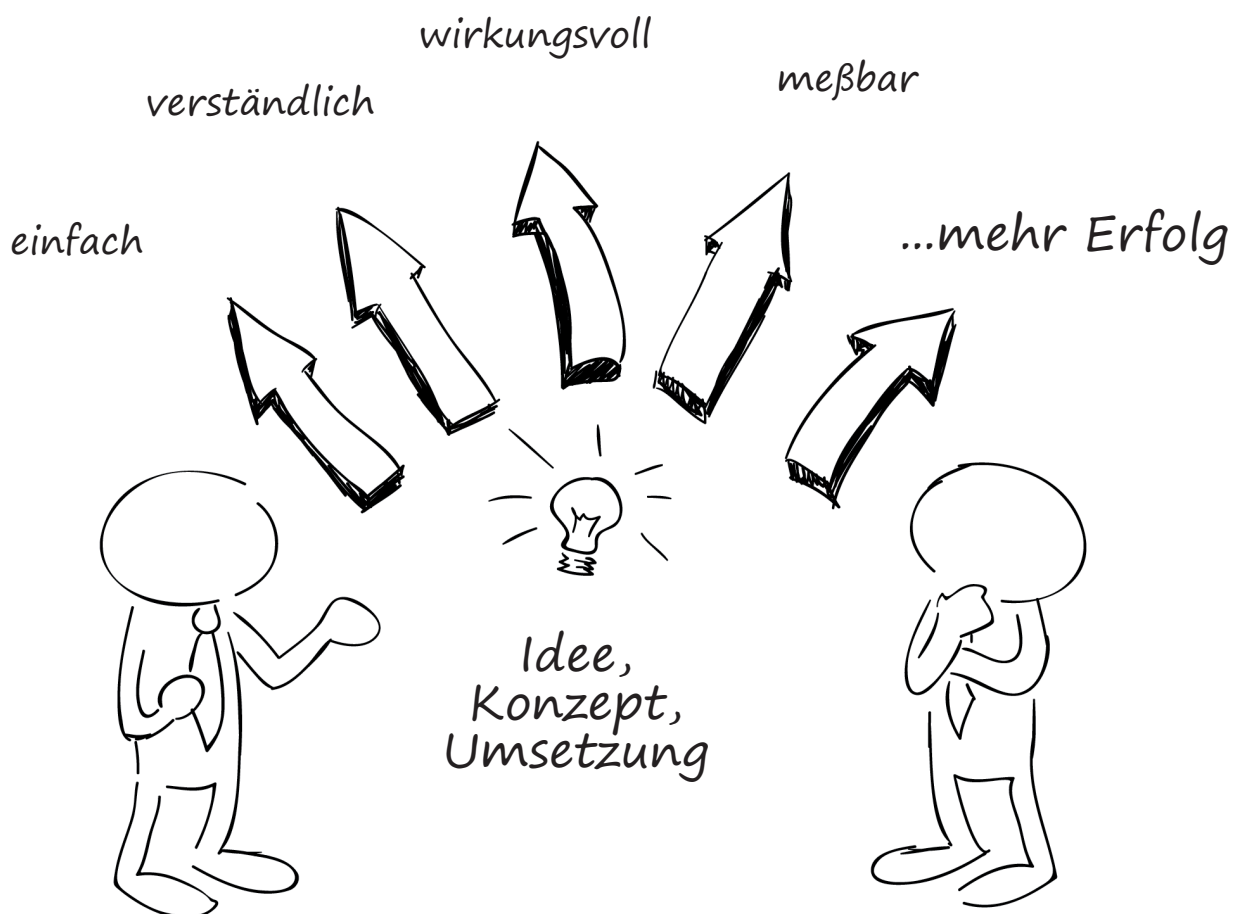 wirkungsvoll
meßbar
verständlich
einfach
...mehr Erfolg
Idee,
Konzept,
Umsetzung